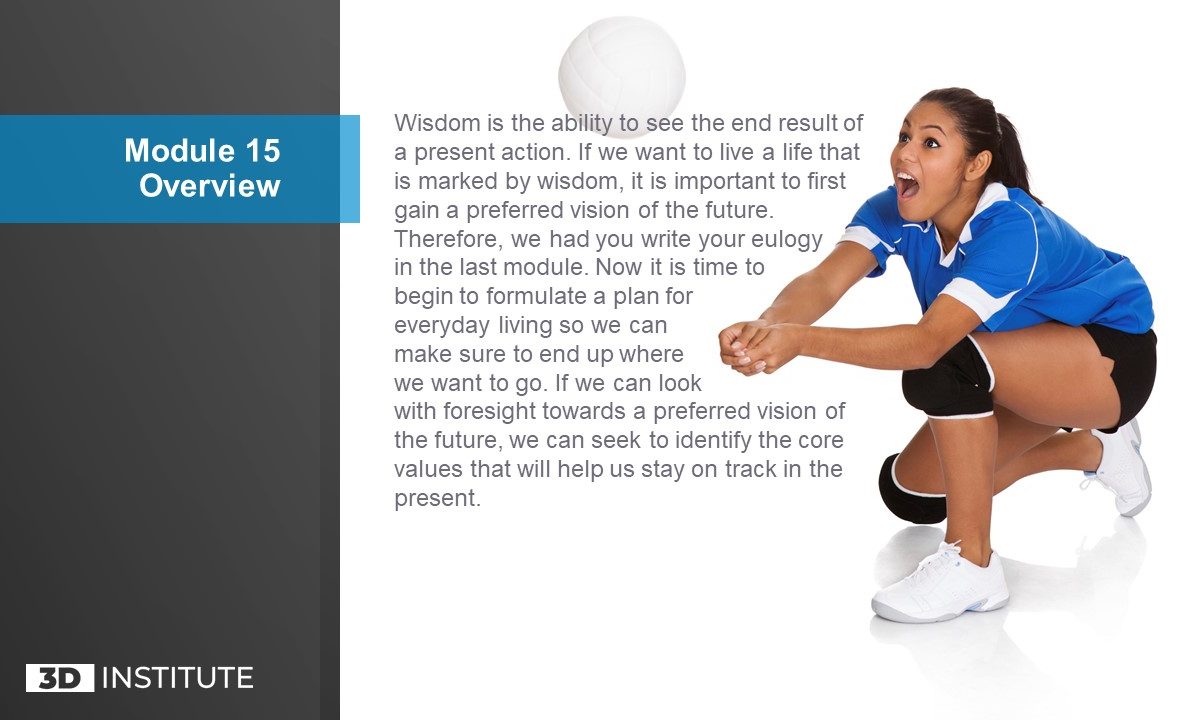 Module 15
Overview
Wisdom is the ability to see the end result of
a present action. If we want to live a life that
is marked by wisdom, it is important to first
gain a preferred vision of the future.
Therefore, we had you write your eulogy
in the last module. Now it is time to
begin to formulate a plan for
everyday living so we can
make sure to end up where
we want to go. If we can look
with foresight towards a preferred vision of
the future, we can seek to identify the core
values that will help us stay on track in the
present.
3D INSTITUTE